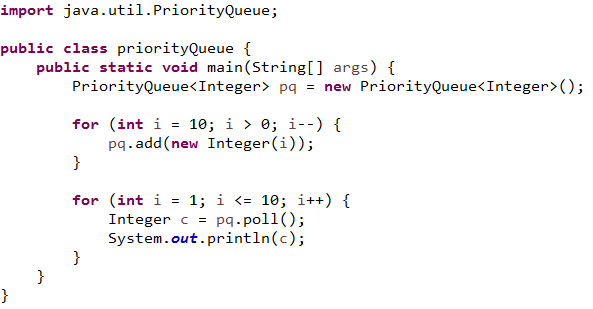 import java.util.PriorityQueue;
public class priorityQueue {
public static void main(String[] args) {
PriorityQueue<Integer> pq = new PriorityQueue<Integer>();
for (int i = 10; i > 0; i--) {
pq.add(new Integer(i));
}
for (int i = 1; i <= 10; i++) {
Integer c = pq.poll();
System.out.println(c);
}
}
}